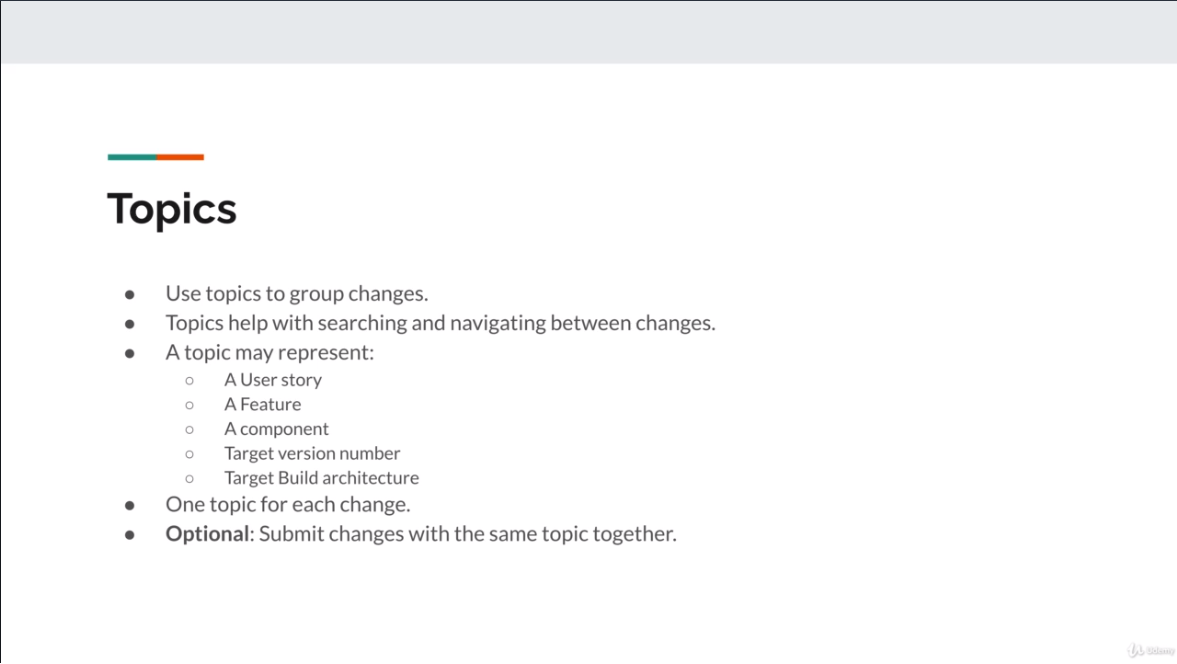 Topics
● Use topics to group changes.
● Topics help with searching and navigating between changes.
● A topic may represent:
○ A User story
○ A Feature
○ A component
○ Target version number
○ Target Build architecture
● One topic for each change.
● Optional: Submit changes with the same topic together.
Udemy